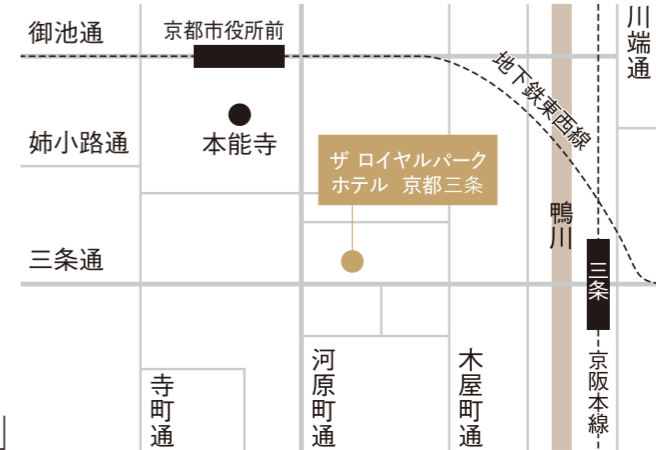 御池通
京都市役所前
川端通
地下鉄東西線
姉小路通
本能寺
ザ ロイヤルパーク
ホテル 京都三条
鴨川
三条通
三条
寺町通
河原町通
木屋町通
京阪本線